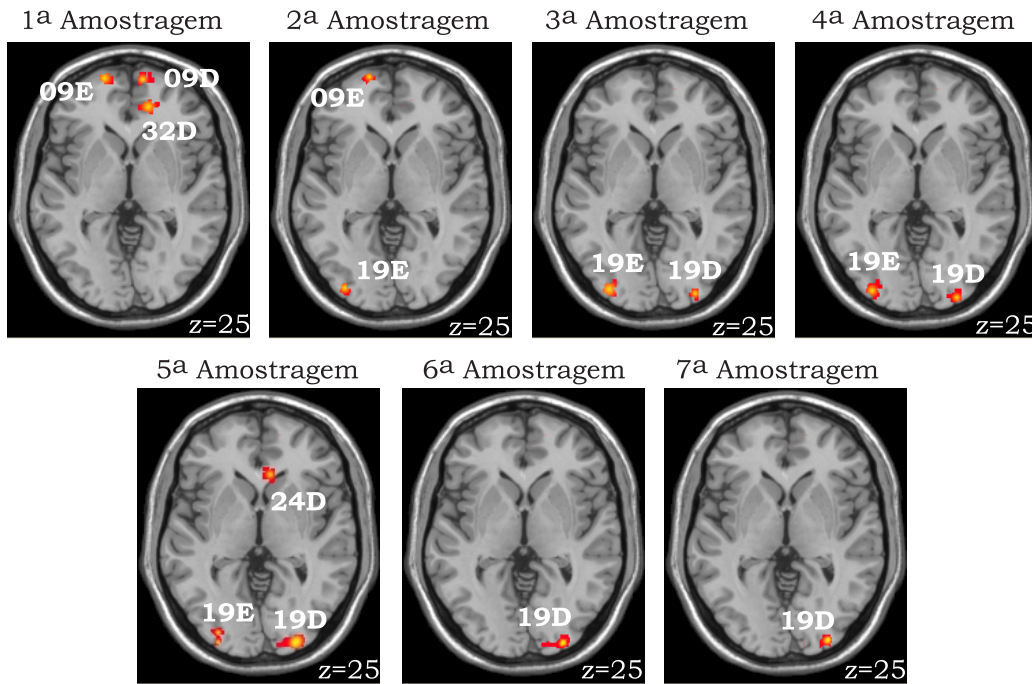 1ª Amostragem
09E 09D
32D
z=25
2ª Amostragem
09E
19E
z=25
3ª Amostragem
19E 19D
z=25
4ª Amostragem
19E 19D
z=25
5ª Amostragem
24D
19E 19D
z=25
6ª Amostragem
19D
z=25
7ª Amostragem
19D
z=25